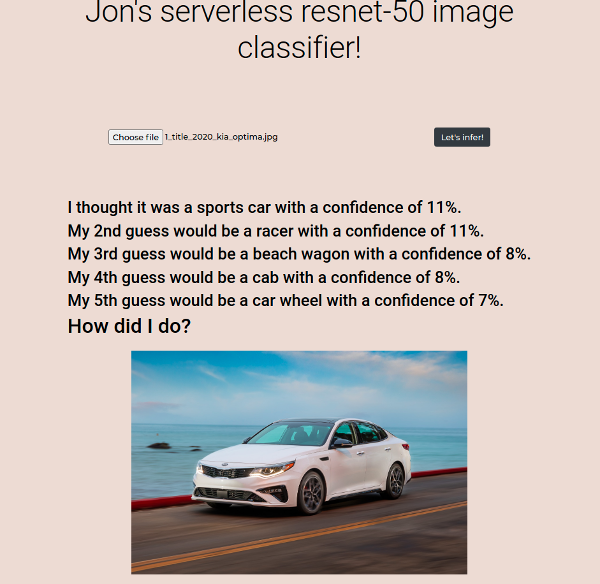 Jon's serverless resnet-50 image
classifier!
Choose file 1_title_2020_kia_optima.jpg Let's infer!
I thought it was a sports car with a confidence of 11%.
My 2nd guess would be a racer with a confidence of 11%.
My 3rd guess would be a beach wagon with a confidence of 8%.
My 4th guess would be a cab with a confidence of 8%.
My 5th guess would be a car wheel with a confidence of 7%.
How did I do?